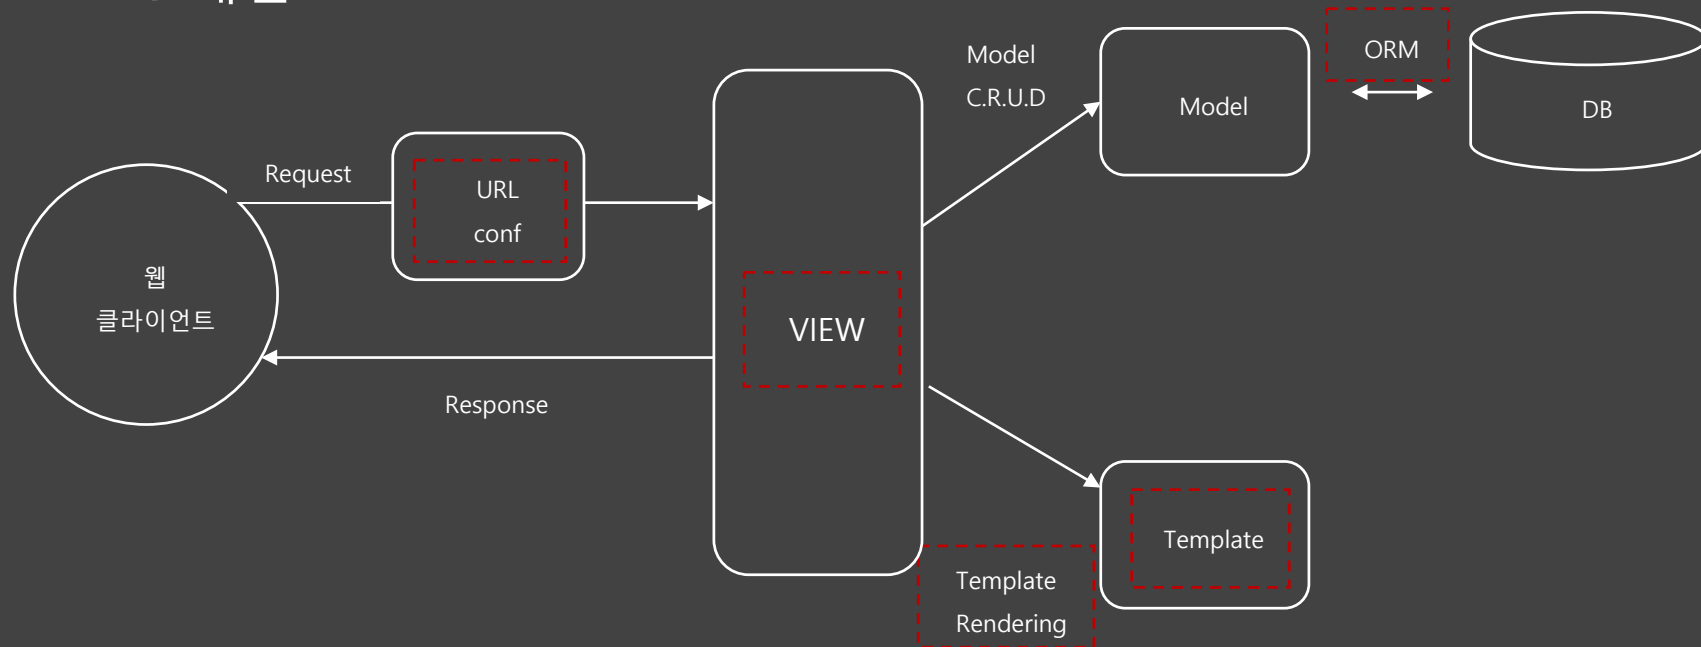 Request
URL
conf
웹
클라이언트
Response
VIEW
Model
C.R.U.D
Model
ORM
DB
Template
Rendering
Template